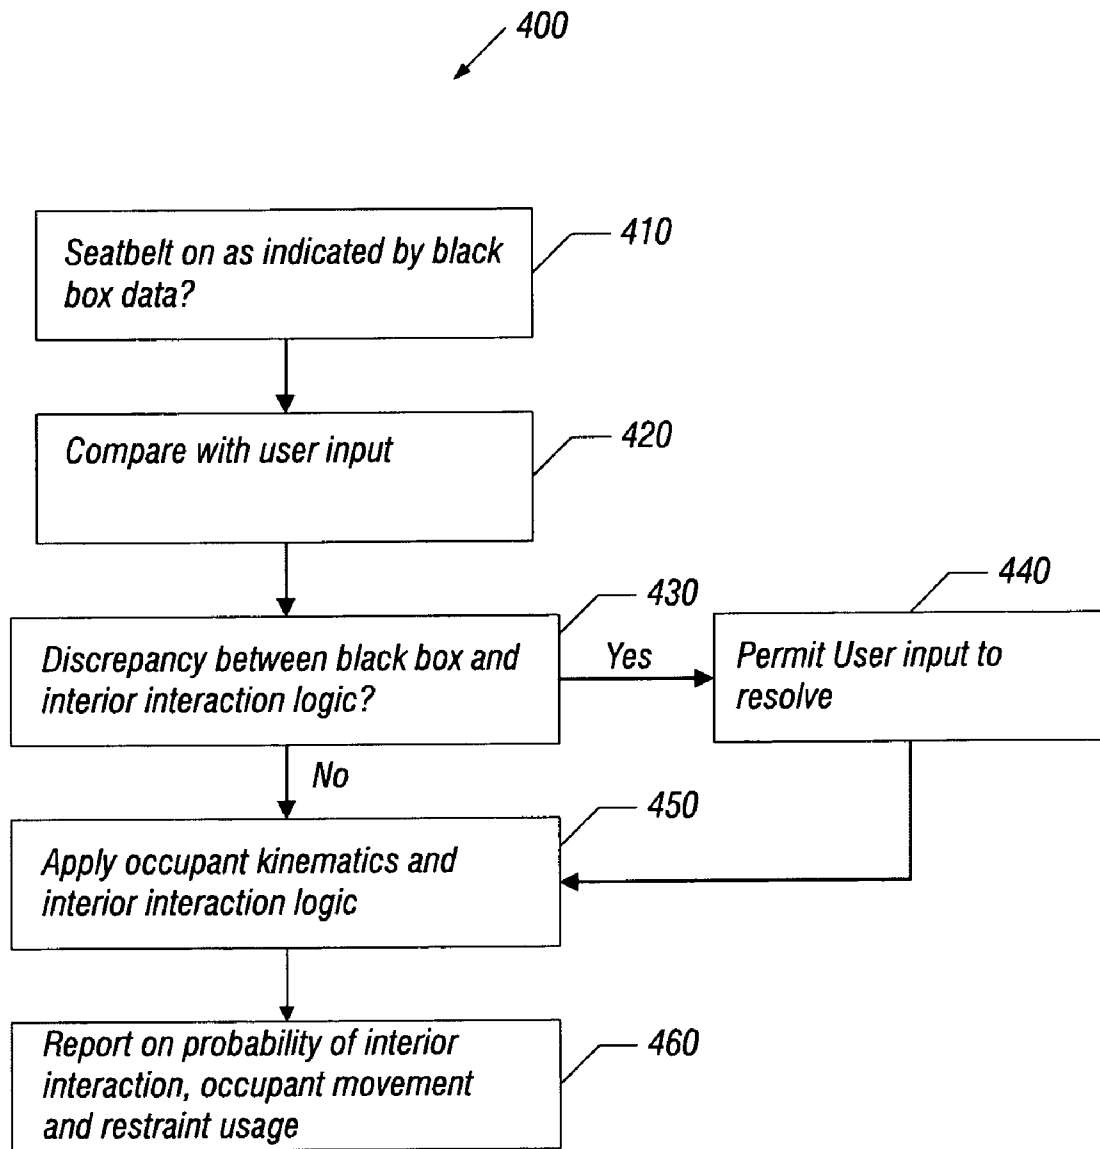 400
Seatbelt on as indicated by black
box data?
410
Compare with user input
420
Discrepancy between black box and
interior interaction logic?
430
Yes
440
Permit User input to
resolve
No
Apply occupant kinematics and
interior interaction logic
450
Report on probability of interior
interaction, occupant movement
and restraint usage
460